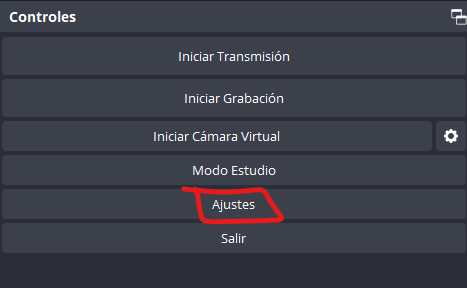 Controles
Iniciar Transmisión
Iniciar Grabación
Iniciar Cámara Virtual
Modo Estudio
Ajustes
Salir